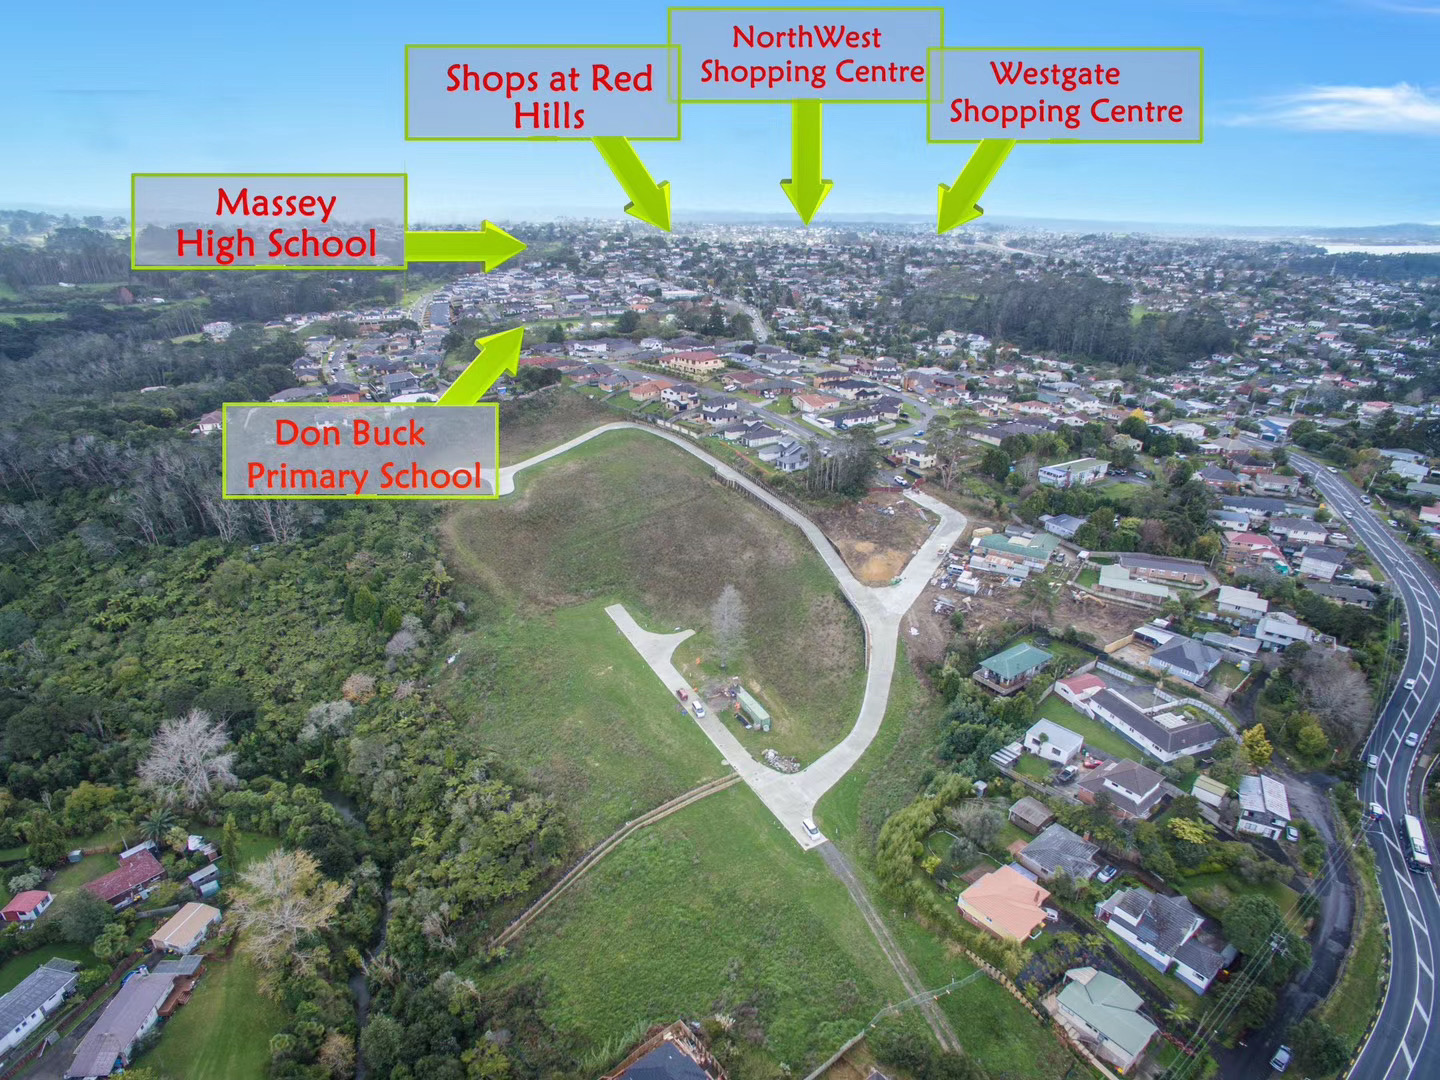 NorthWest
Shopping Centre
Shops at Red
Hills
Westgate
Shopping Centre
Massey
High School
Don Buck
Primary School